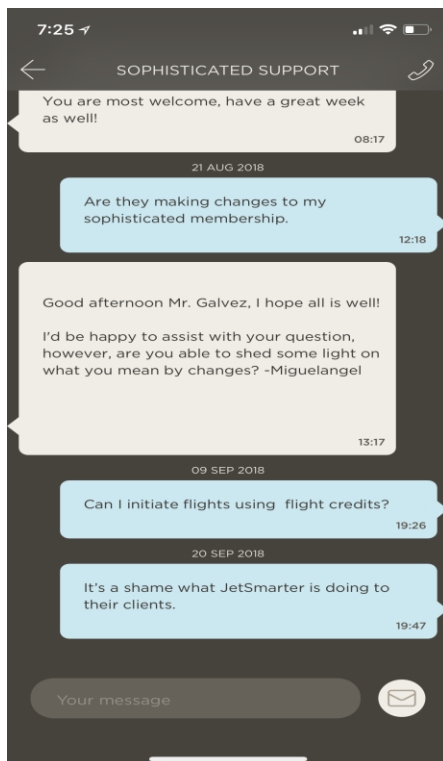 7:25
SOPHISTICATED SUPPORT
You are most welcome, have a great week
as well!
08:17
21 AUG 2018
Are they making changes to my
sophisticated membership.
12:18
Good afternoon Mr. Galvez, I hope all is well!
I'd be happy to assist with your question,
however, are you able to shed some light on
what you mean by changes? -Miguelangel
13:17
09 SEP 2018
Can I initiate flights using flight credits?
19:26
20 SEP 2018
It's a shame what JetSmarter is doing to
their clients.
19:47
Your message